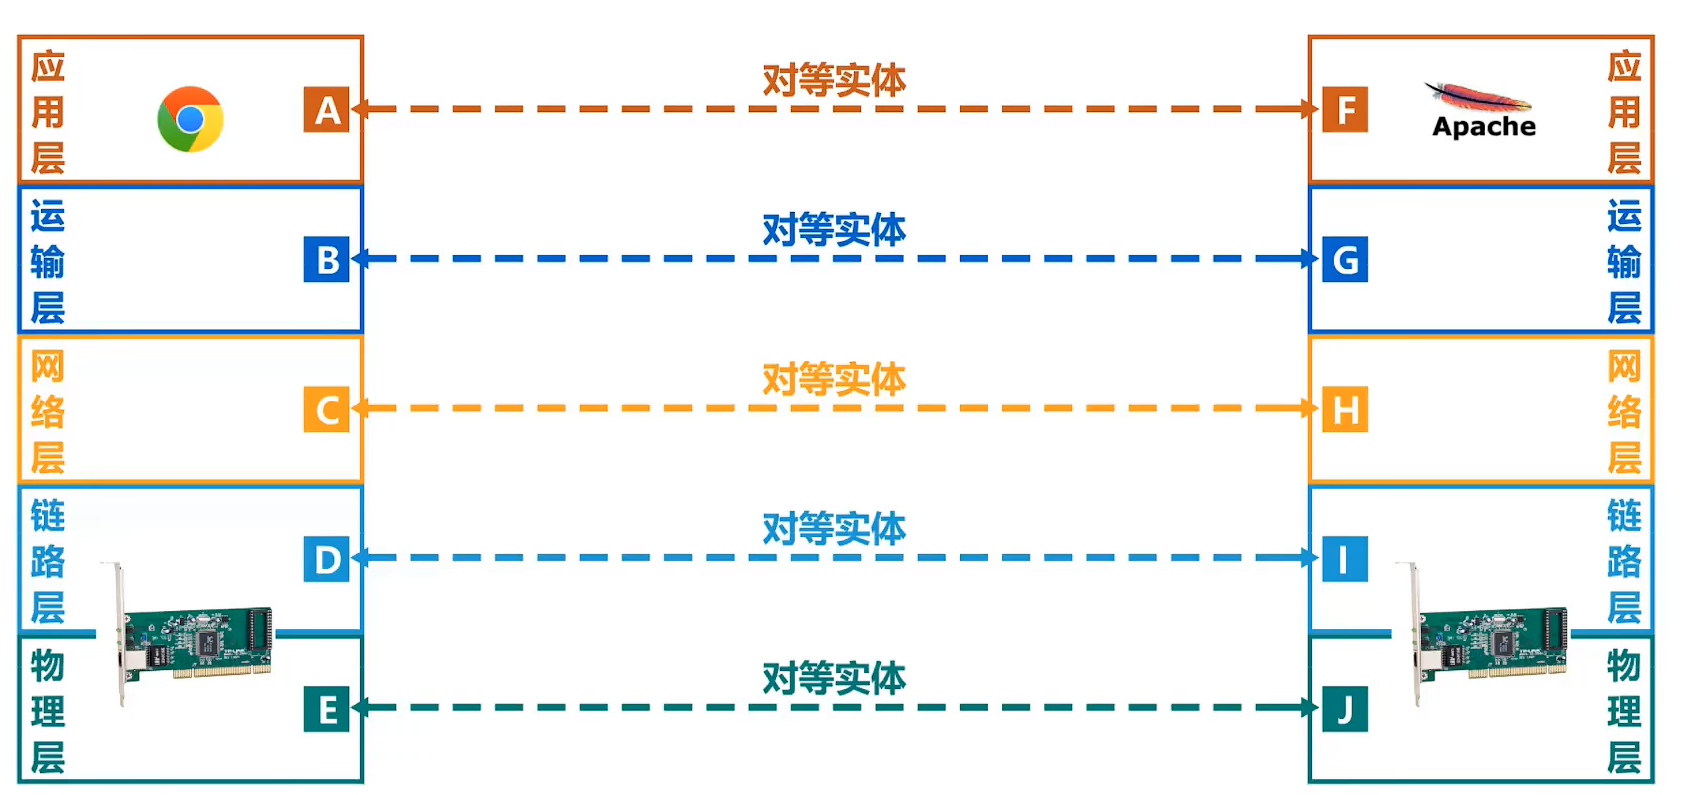 应用层
A
对等实体
F
Apache
应用层
运输层
B
对等实体
G
运输层
网络层
C
对等实体
H
网络层
链路层
D
对等实体
I
链路层
物理层
E
对等实体
J
物理层